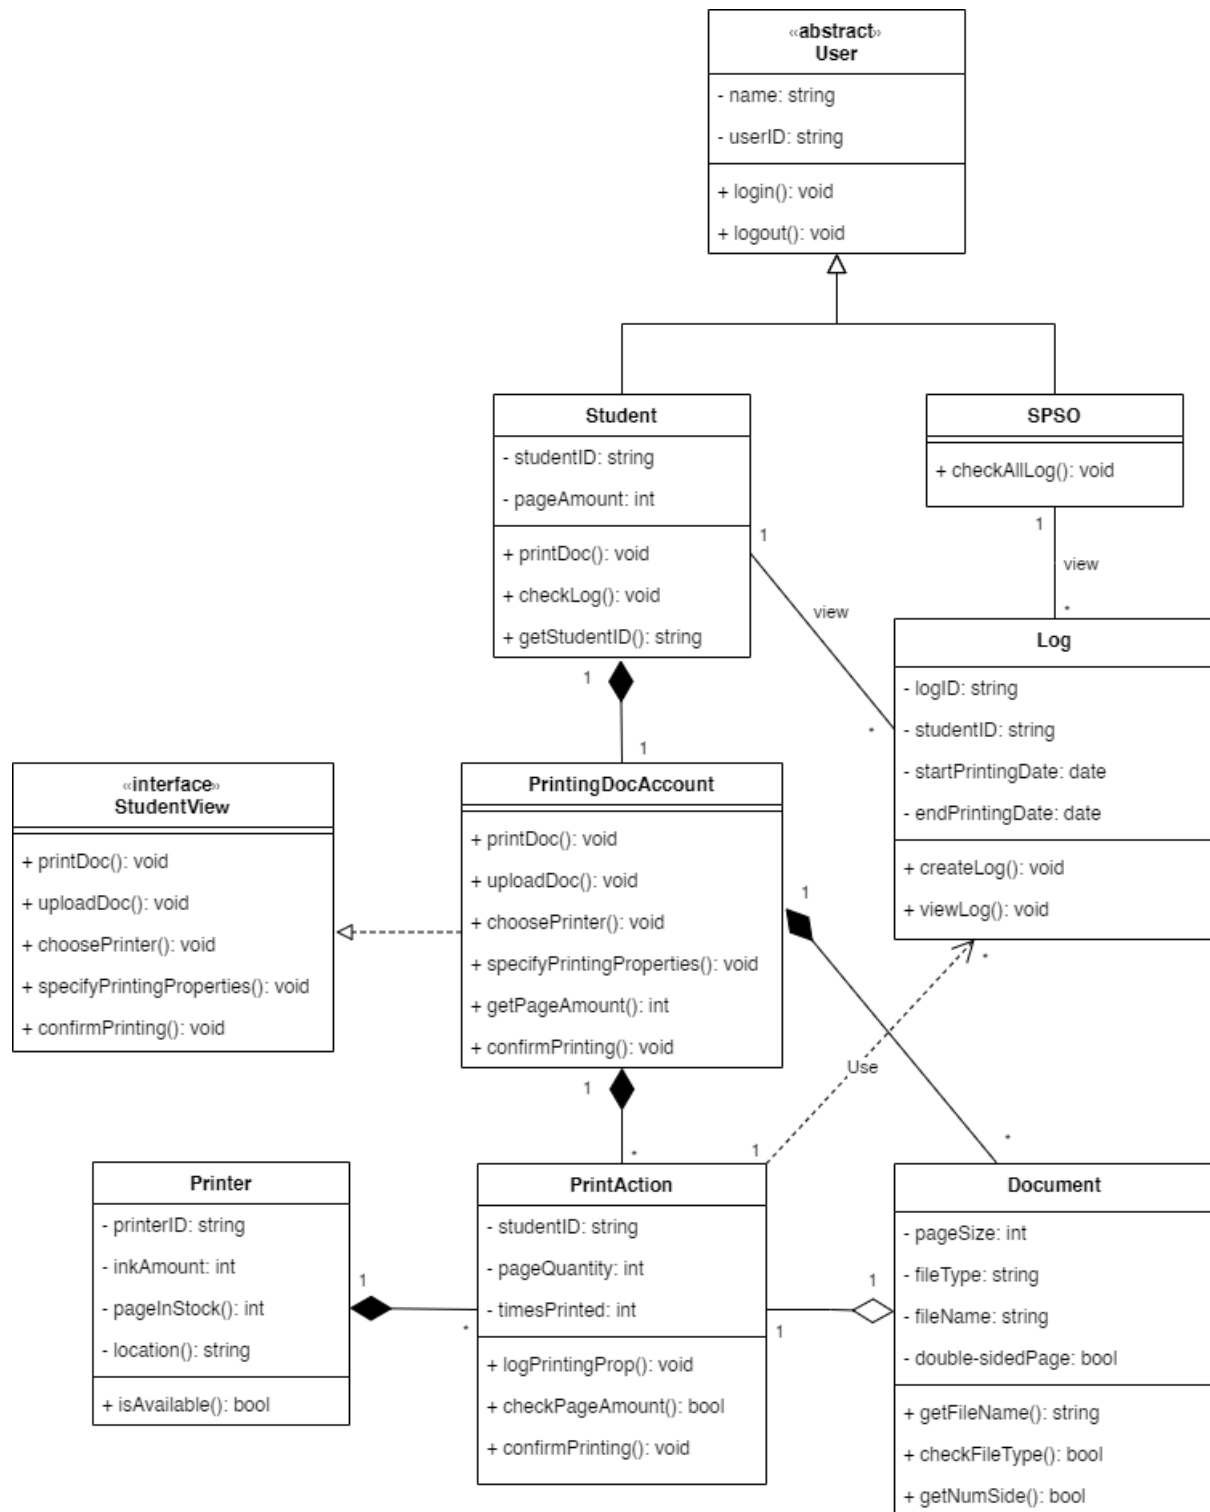 «abstract»
User
- name: string
- userID: string
+ login(): void
+ logout(): void
Student
- studentID: string
- pageAmount: int
+ printDoc(): void
+ checkLog(): void
+ getStudentID(): string
SPSO
+ checkAllLog(): void
1
view
*
1
view
*
Log
- logID: string
- studentID: string
- startPrintingDate: date
- endPrintingDate: date
+ createLog(): void
+ viewLog(): void
1
1
«interface»
StudentView
+ printDoc(): void
+ uploadDoc(): void
+ choosePrinter(): void
+ specifyPrintingProperties(): void
+ confirmPrinting(): void
PrintingDocAccount
+ printDoc(): void
+ uploadDoc(): void
+ choosePrinter(): void
+ specifyPrintingProperties(): void
+ getPageAmount(): int
+ confirmPrinting(): void
1
*
1
*
1
Use
*
Printer
- printerID: string
- inkAmount: int
- pageInStock(): int
- location(): string
+ isAvailable(): bool
1
*
PrintAction
- studentID: string
- pageQuantity: int
- timesPrinted: int
+ logPrintingProp(): void
+ checkPageAmount(): bool
+ confirmPrinting(): void
1
1
Document
- pageSize: int
- fileType: string
- fileName: string
- double-sidedPage: bool
+ getFileName(): string
+ checkFileType(): bool
+ getNumSide(): bool